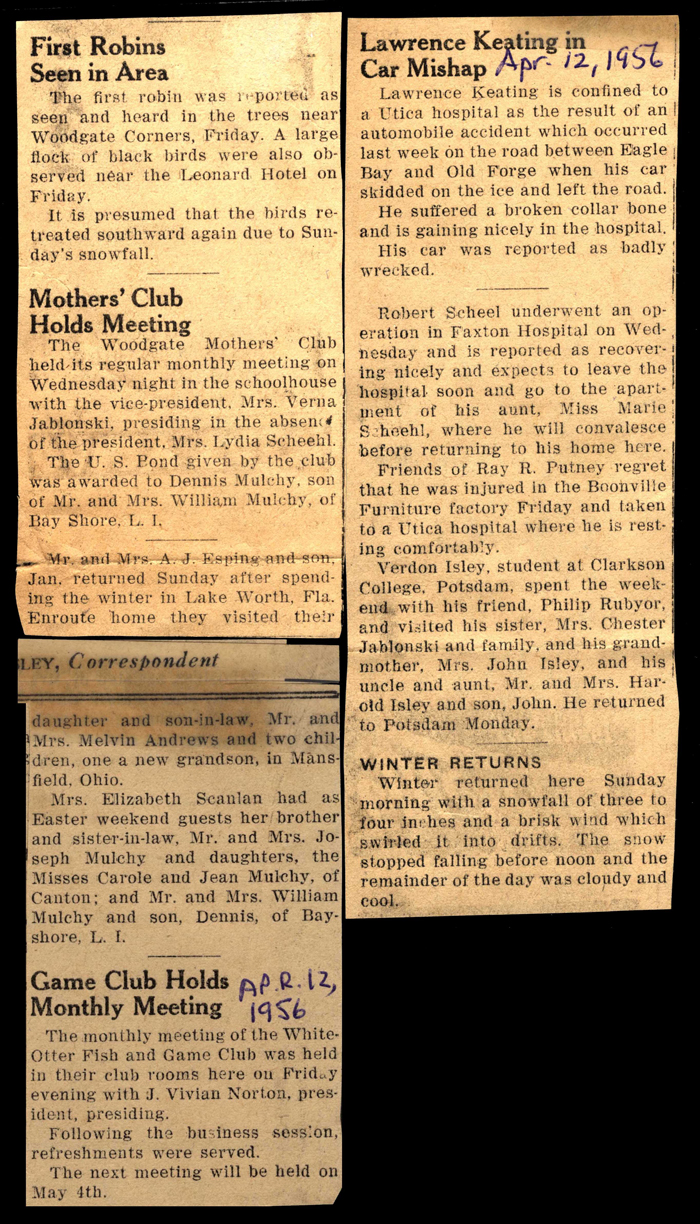 First Robins
Seen in Area
The first robin was reported as
seen and heard in the trees near
Woodgate Corners, Friday. A large
flock of black birds were also ob-
served near the Leonard Hotel on
Friday.
It is presumed that the birds re-
treated southward again due to Sun-
day's snowfall.
Mothers' Club
Holds Meeting
The Woodgate Mothers' Club
held its regular monthly meeting on
Wednesday night in the schoolhouse
with the vice-president, Mrs. Verna
Jablonski, presiding in the absence
of the president, Mrs. Lydia Scheehl.
The U. S. Pond given by the club
was awarded to Dennis Mulchy, son
of Mr. and Mrs. William Mulchy, of
Bay Shore, L. I.
Mr. and Mrs. A. J. Esping and son,
Jan, returned Sunday after spend-
ing the winter in Lake Worth, Fla.
Enroute home they visited their
LEY, Correspondent
daughter and son-in-law, Mr. and
Mrs. Melvin Andrews and two chil-
dren, one a new grandson, in Mans-
field, Ohio.
Mrs. Elizabeth Scanlan had as
Easter weekend guests her brother
and sister-in-law, Mr. and Mrs. Jo-
seph Mulchy and daughters, the
Misses Carole and Jean Mulchy, of
Canton; and Mr. and Mrs. William
Mulchy and son, Dennis, of Bay-
shore, L. I.
Game Club Holds
Monthly Meeting
APR. 12,
1956
The monthly meeting of the White-
Otter Fish and Game Club was held
in their club rooms here on Friday
evening with J. Vivian Norton, pres-
ident, presiding.
Following the business session,
refreshments were served.
The next meeting will be held on
May 4th.
Lawrence Keating in
Car Mishap Apr. 12, 1956
Lawrence Keating is confined to
a Utica hospital as the result of an
automobile accident which occurred
last week on the road between Eagle
Bay and Old Forge when his car
skidded on the ice and left the road.
He suffered a broken collar bone
and is gaining nicely in the hospital.
His car was reported as badly
wrecked.
Robert Scheel underwent an op-
eration in Faxton Hospital on Wed-
nesday and is reported as recover-
ing nicely and expects to leave the
hospital soon and go to the apart-
ment of his aunt, Miss Marie
Scheehl, where he will convalesce
before returning to his home here.
Friends of Ray R. Putney regret
that he was injured in the Boonville
Furniture factory Friday and taken
to a Utica hospital where he is rest-
ing comfortably.
Verdon Isley, student at Clarkson
College, Potsdam, spent the week-
end with his friend, Philip Rubyor,
and visited his sister, Mrs. Chester
Jablonski and family, and his grand-
mother, Mrs. John Isley, and his
uncle and aunt, Mr. and Mrs. Har-
old Isley and son, John. He returned
to Potsdam Monday.
WINTER RETURNS
Winter returned here Sunday
morning with a snowfall of three to
four inches and a brisk wind which
swirled it into drifts. The snow
stopped falling before noon and the
remainder of the day was cloudy and
cool.